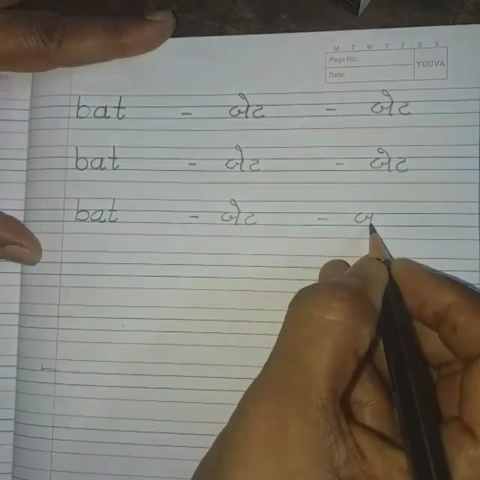 M T W T F S S
Page No.:
Date:
YOUVA
bat - બેટ - બેટ
bat - બેટ - બેટ
bat - બેટ - બ